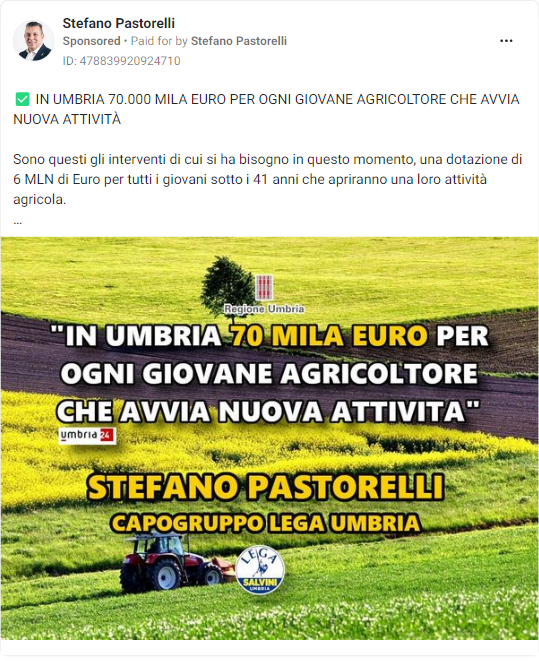 Stefano Pastorelli
Sponsored • Paid for by Stefano Pastorelli
ID: 478839920924710
✅ IN UMBRIA 70.000 MILA EURO PER OGNI GIOVANE AGRICOLTORE CHE AVVIA
NUOVA ATTIVITÀ
Sono questi gli interventi di cui si ha bisogno in questo momento, una dotazione di
6 MLN di Euro per tutti i giovani sotto i 41 anni che apriranno una loro attività
agricola.
...
Regione Umbria
"IN UMBRIA 70 MILA EURO PER
OGNI GIOVANE AGRICOLTORE
CHE AVVIA NUOVA ATTIVITA"
umbria24
STEFANO PASTORELLI
CAPOGRUPPO LEGA UMBRIA
LEGA
SALVINI
UMBRIA